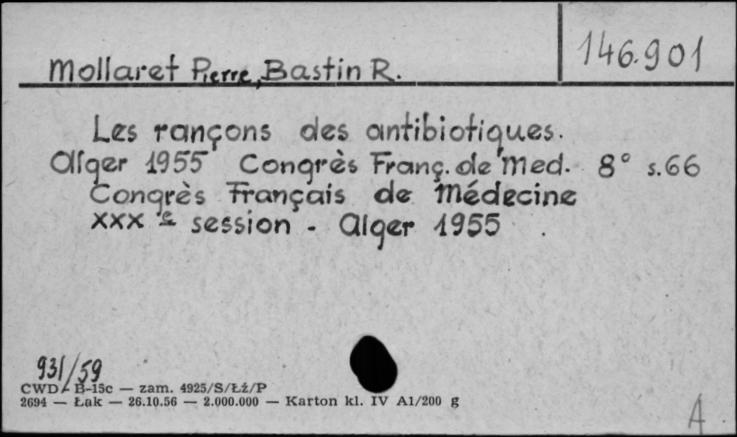 146.901
Mollaret Pierre, Bastin R.
Les rançons des antibiotiques.
Alger 1955 Congrès Franç. de Med. 8° s.66
Congrès Français de Médecine
XXX e session - Alger 1955.
931/59
CWD - B-15c — zam. 4925/S/Łź/P
2694 — Łąk — 26.10.56 — 2.000.000 — Karton kl. IV A1/200 g
A